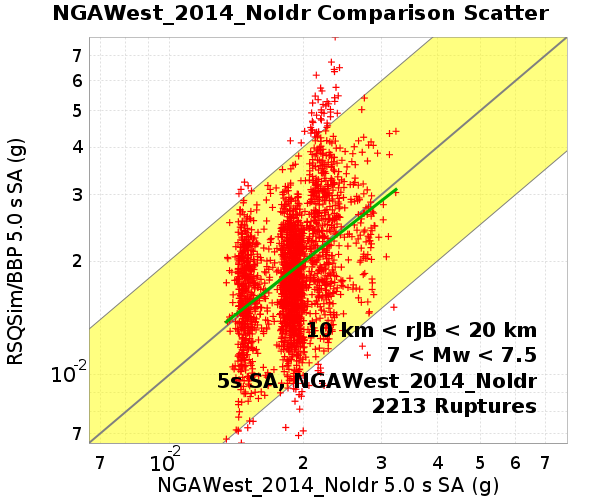 NGAWest_2014_NoIdr Comparison Scatter
RSQSim/BBP 5.0 s SA (g)
7
6
5
4
3
2
10-2
7
10 km < rJB < 20 km
7 < Mw < 7.5
5s SA, NGAWest_2014_NoIdr
2213 Ruptures
7 10-2 2 3 4 5 6 7
NGAWest_2014_NoIdr 5.0 s SA (g)